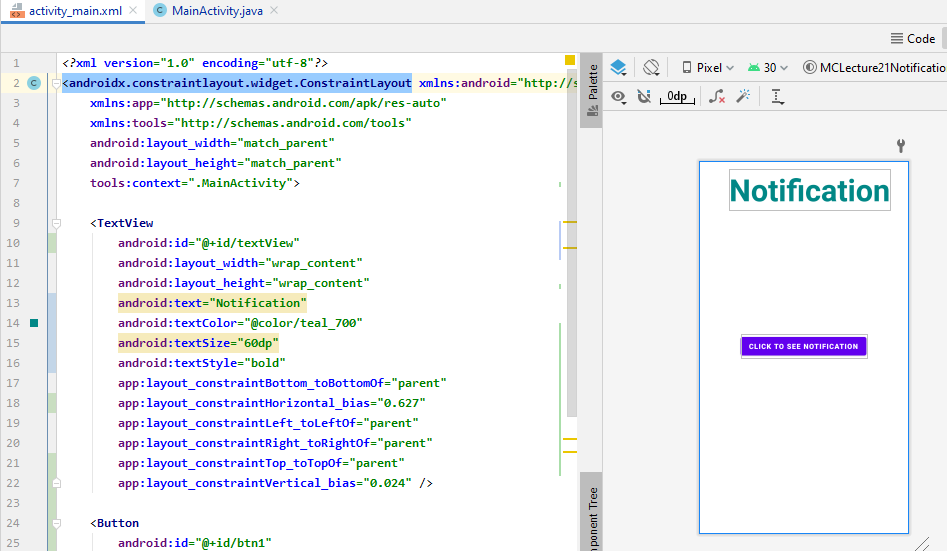 activity_main.xml
MainActivity.java
Code
1 <?xml version="1.0" encoding="utf-8"?>
2 <androidx.constraintlayout.widget.ConstraintLayout xmlns:android="http://s
3 xmlns:app="http://schemas.android.com/apk/res-auto"
4 xmlns:tools="http://schemas.android.com/tools"
5 android:layout_width="match_parent"
6 android:layout_height="match_parent"
7 tools:context=".MainActivity">
8
9 <TextView
10 android:id="@+id/textView"
11 android:layout_width="wrap_content"
12 android:layout_height="wrap_content"
13 android:text="Notification"
14 android:textColor="@color/teal_700"
15 android:textSize="60dp"
16 android:textStyle="bold"
17 app:layout_constraintBottom_toBottomOf="parent"
18 app:layout_constraintHorizontal_bias="0.627"
19 app:layout_constraintLeft_toLeftOf="parent"
20 app:layout_constraintRight_toRightOf="parent"
21 app:layout_constraintTop_toTopOf="parent"
22 app:layout_constraintVertical_bias="0.024" />
23
24 <Button
25 android:id="@+id/btn1"
Palette
ponent Tree
Pixel
30
MCLecture21Notification
0dp
Notification
CLICK TO SEE NOTIFICATION